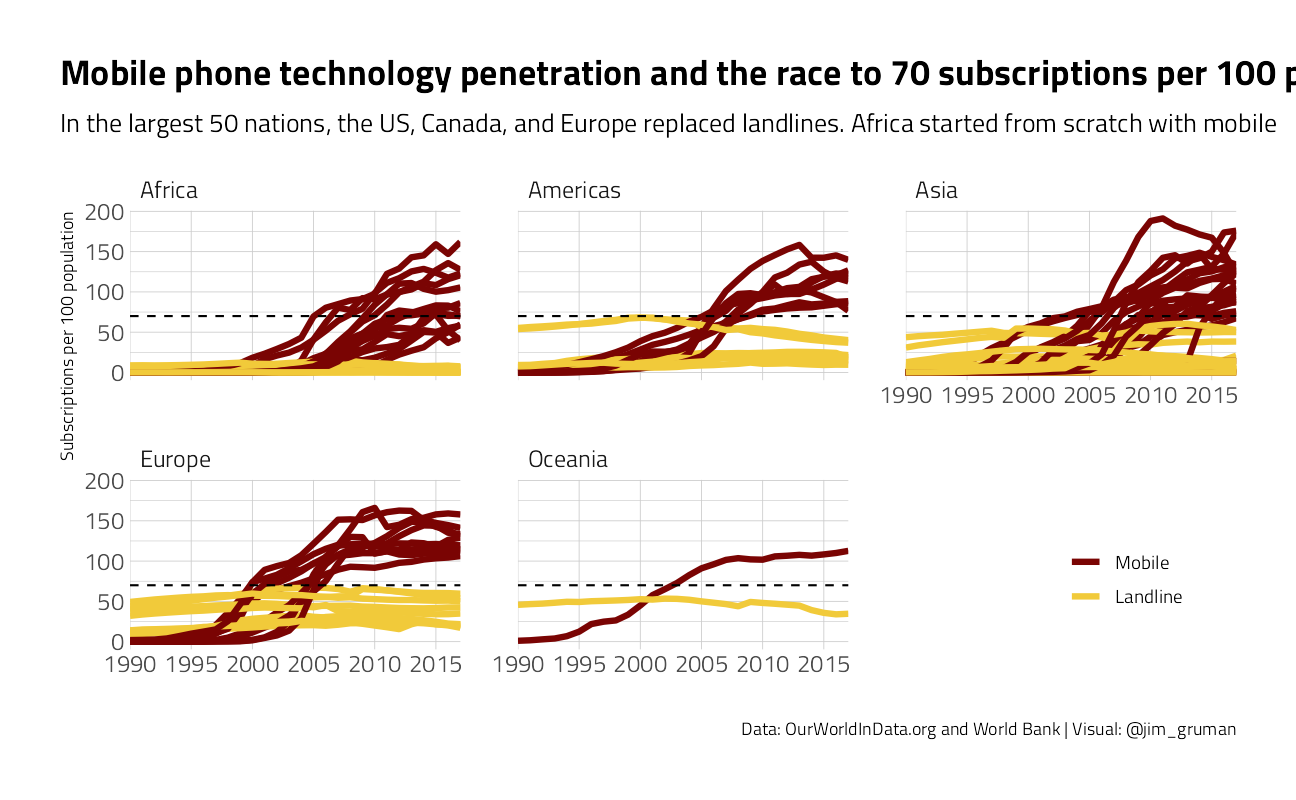 Mobile phone technology penetration and the race to 70 subscriptions per 100
In the largest 50 nations, the US, Canada, and Europe replaced landlines. Africa started from scratch with mobile
Africa
Americas
Asia
Subscriptions per 100 population
200
150
100
50
0
1990 1995 2000 2005 2010 2015
Europe
Oceania
200
150
100
50
0
1990 1995 2000 2005 2010 2015
1990 1995 2000 2005 2010 2015
Mobile
Landline
Data: OurWorldInData.org and World Bank | Visual: @jim_gruman